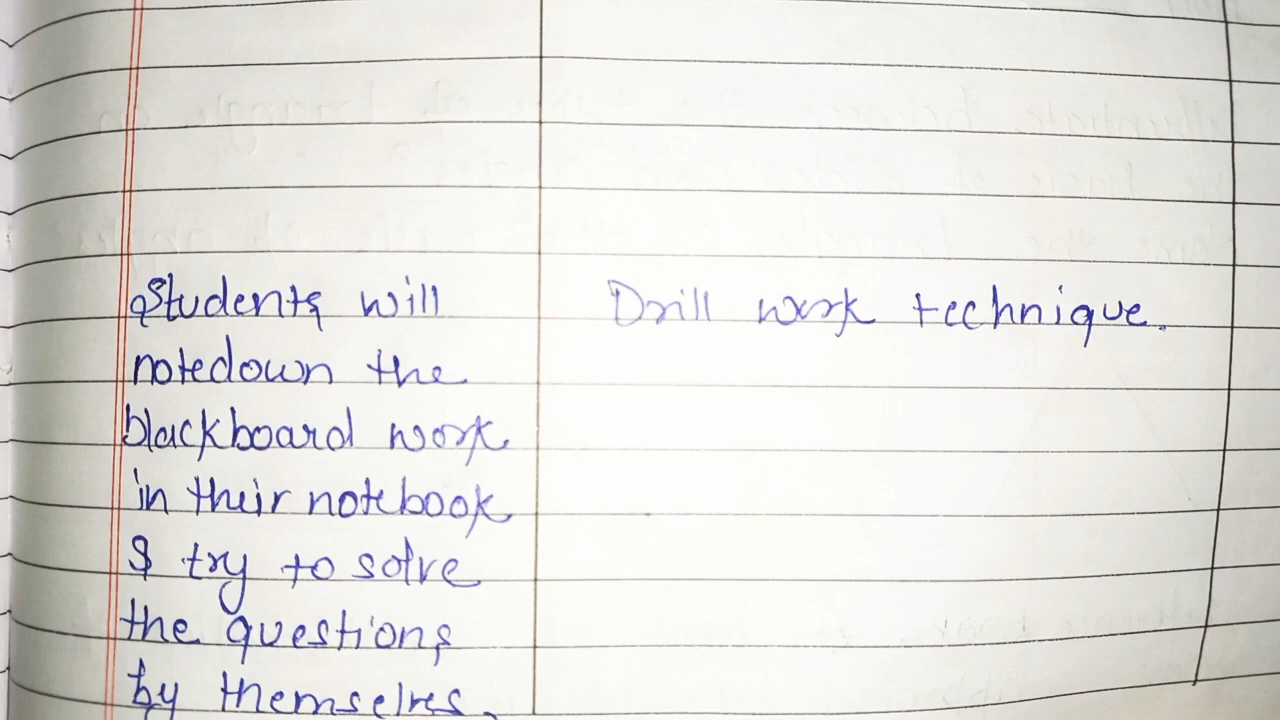 Students will
notedown the
blackboard work
in their notebook
& try to solve
the questions
by themselves.
Drill work technique.